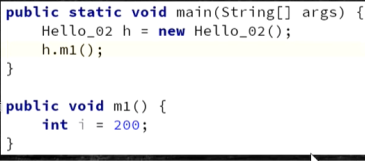 public static void main(String[] args) {
    Hello_02 h = new Hello_02();
    h.m1();
}

public void m1() {
    int i = 200;
}